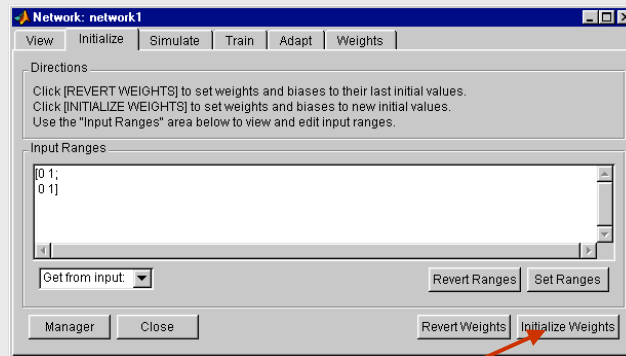 Network: network1
View Initialize Simulate Train Adapt Weights
Directions
Click [REVERT WEIGHTS] to set weights and biases to their last initial values.
Click [INITIALIZE WEIGHTS] to set weights and biases to new initial values.
Use the "Input Ranges" area below to view and edit input ranges.
Input Ranges
[0 1;
0 1]
Get from input: Revert Ranges Set Ranges
Manager Close Revert Weights Initialize Weights